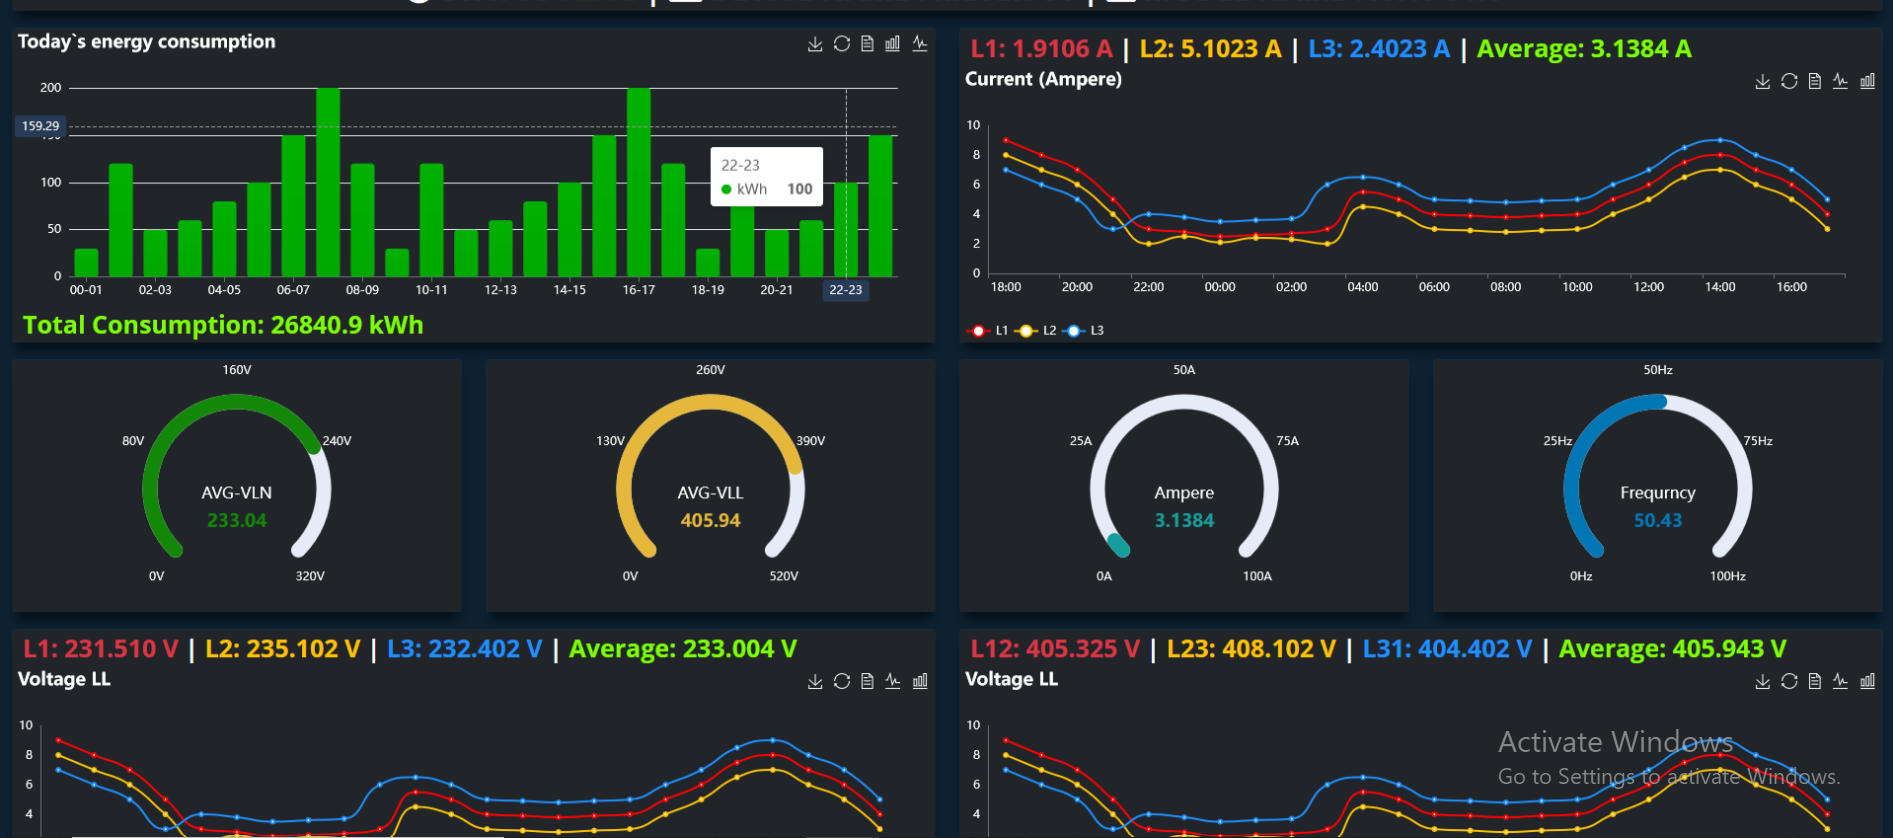 Today`s energy consumption
200
159.29
100
50
0
22-23
kWh 100
00-01 02-03 04-05 06-07 08-09 10-11 12-13 14-15 16-17 18-19 20-21 22-23
Total Consumption: 26840.9 kWh
L1: 1.9106 A | L2: 5.1023 A | L3: 2.4023 A | Average: 3.1384 A
Current (Ampere)
10
8
6
4
2
0
18:00 20:00 22:00 00:00 02:00 04:00 06:00 08:00 10:00 12:00 14:00 16:00
L1 L2 L3
160V
80V 240V
AVG-VLN
233.04
0V 320V
260V
130V 390V
AVG-VLL
405.94
0V 520V
50A
25A 75A
Ampere
3.1384
0A 100A
50Hz
25Hz 75Hz
Frequrncy
50.43
0Hz 100Hz
L1: 231.510 V | L2: 235.102 V | L3: 232.402 V | Average: 233.004 V
Voltage LL
10
8
6
4
L12: 405.325 V | L23: 408.102 V | L31: 404.402 V | Average: 405.943 V
Voltage LL
10
8
6
4
Activate Windows
Go to Settings to activate Windows.